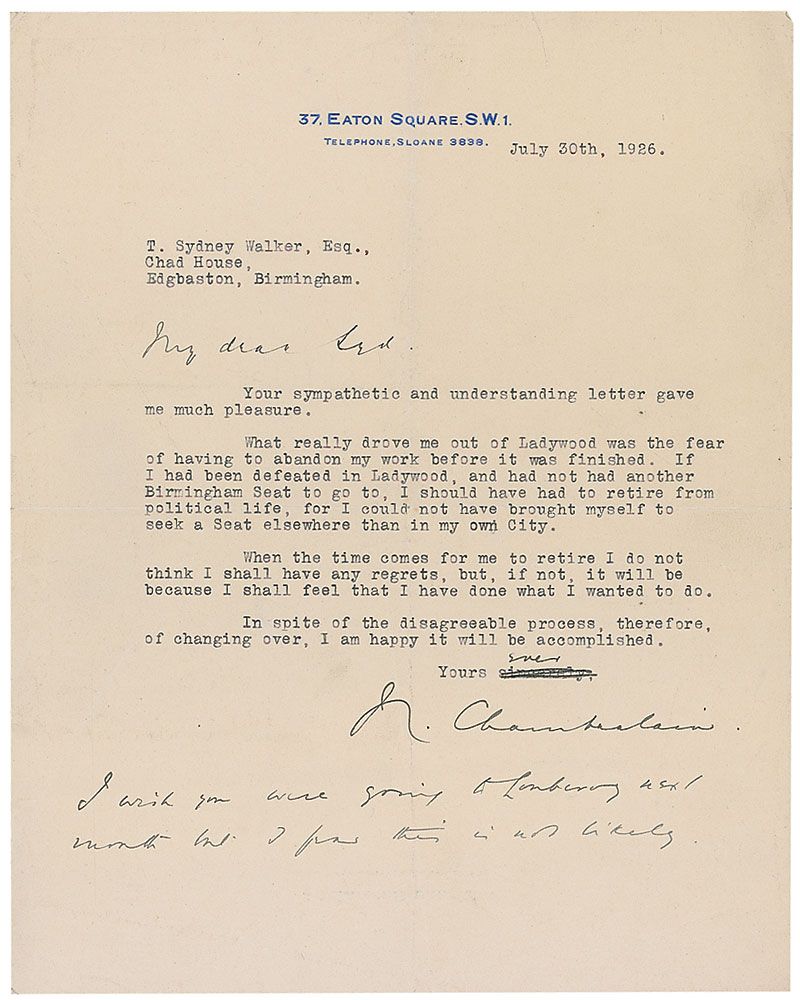 37, EATON SQUARE. S.W.1.
TELEPHONE, SLOANE 3838.
July 30th, 1926.
T. Sydney Walker, Esq.,
Chad House,
Edgbaston, Birmingham.
My dear Syd.
Your sympathetic and understanding letter gave
me much pleasure.
What really drove me out of Ladywood was the fear
of having to abandon my work before it was finished. If
I had been defeated in Ladywood, and had not had another
Birmingham Seat to go to, I should have had to retire from
political life, for I could not have brought myself to
seek a Seat elsewhere than in my own City.
When the time comes for me to retire I do not
think I shall have any regrets, but, if not, it will be
because I shall feel that I have done what I wanted to do.
In spite of the disagreeable process, therefore,
of changing over, I am happy it will be accomplished.
ever
Yours sincerely,
N. Chamberlain.
I wish you were going to next
month but I fear this is not likely.